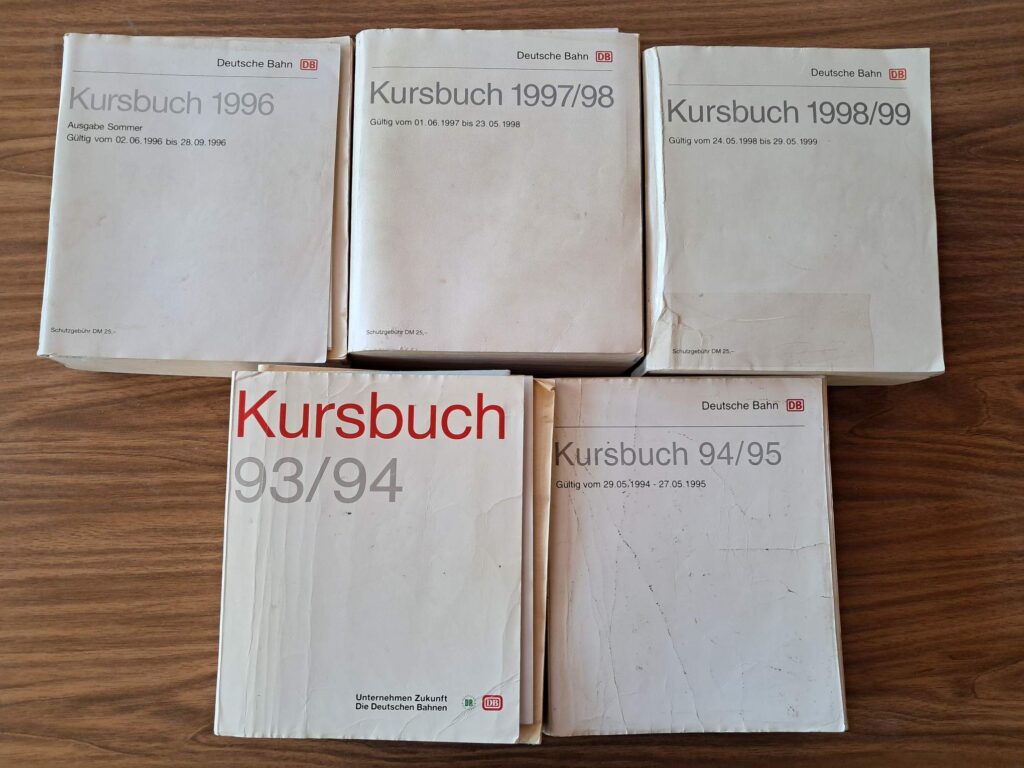 Deutsche Bahn DB
Kursbuch 1996
Ausgabe Sommer
Gültig vom 02.06.1996 bis 28.09.1996
Schutzgebühr DM 25,-
Deutsche Bahn DB
Kursbuch 1997/98
Gültig vom 01.06.1997 bis 23.05.1998
Schutzgebühr DM 25,-
Deutsche Bahn DB
Kursbuch 1998/99
Gültig vom 24.05.1998 bis 29.05.1999
Schutzgebühr DM 25,-
Kursbuch
93/94
Unternehmen Zukunft
Die Deutschen Bahnen DR DB
Deutsche Bahn DB
Kursbuch 94/95
Gültig vom 29.05.1994 - 27.05.1995